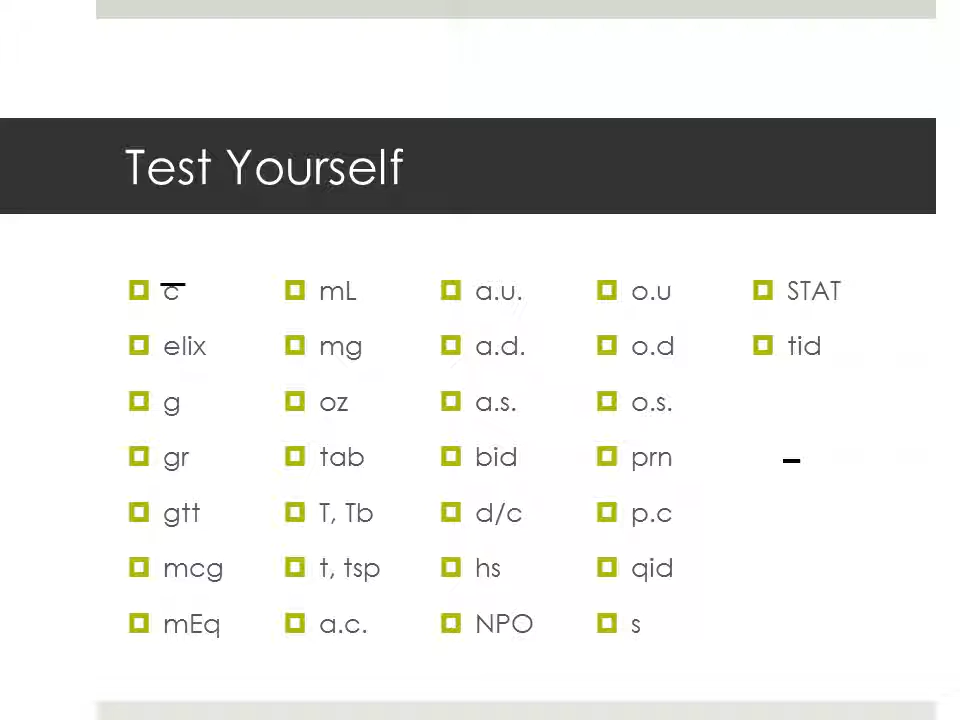 Test Yourself
c̅
elix
g
gr
gtt
mcg
mEq
mL
mg
oz
tab
T, Tb
t, tsp
a.c.
a.u.
a.d.
a.s.
bid
d/c
hs
NPO
o.u
o.d
o.s.
prn
p.c
qid
s
STAT
tid